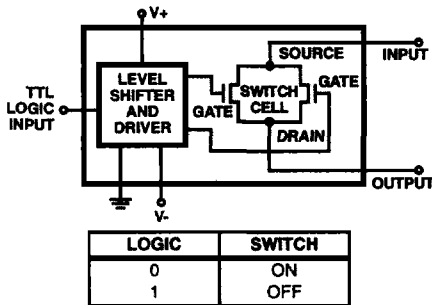 V+
SOURCE
INPUT
TTL
LOGIC
INPUT
LEVEL
SHIFTER
AND
DRIVER
GATE
SWITCH
CELL
GATE
DRAIN
OUTPUT
V-
LOGIC SWITCH
0 ON
1 OFF